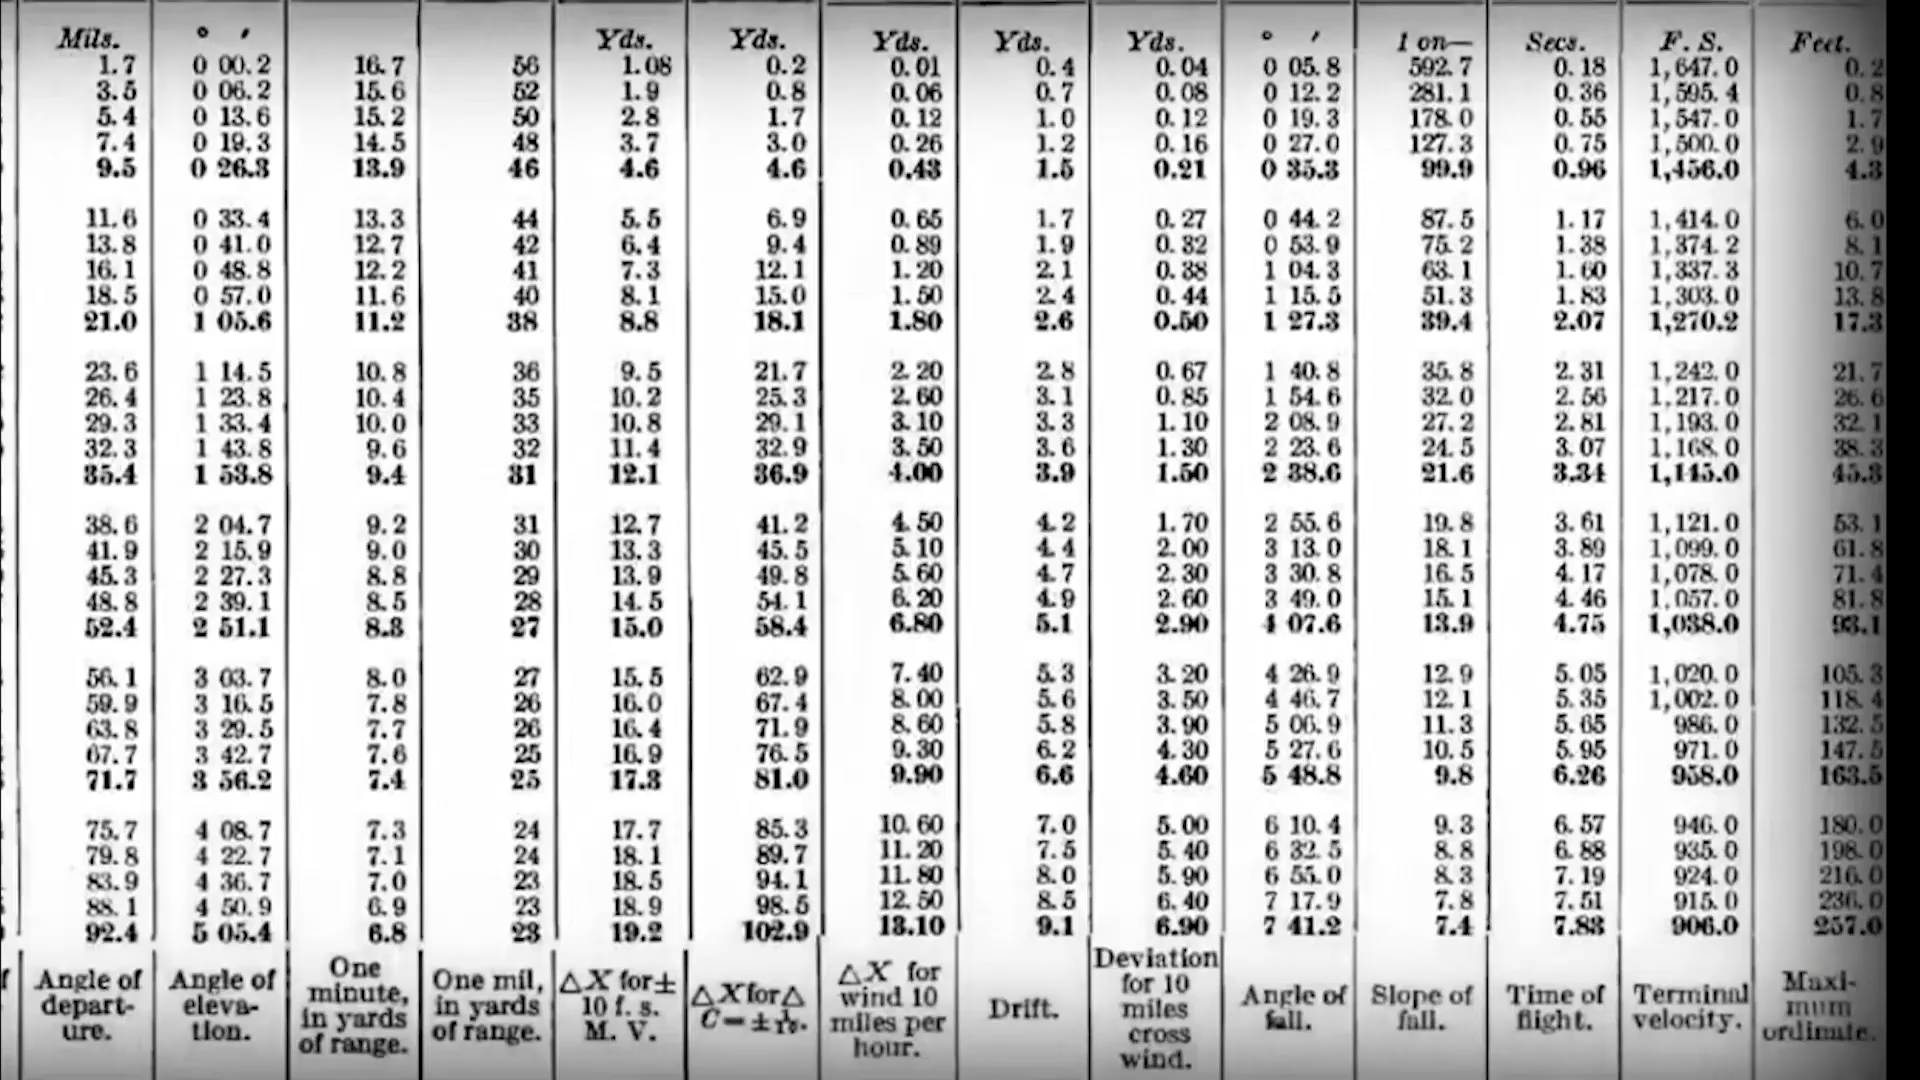 Mils. ° ′ Yds. Yds. Yds. Yds. Yds. ° ′ 1 on— Secs. F. S. Feet.
1.7 0 00.2 16.7 56 1.08 0.2 0.01 0.4 0.04 0 05.8 592.7 0.18 1,647.0 0.2
3.5 0 06.2 15.6 52 1.9 0.8 0.06 0.7 0.08 0 12.2 281.1 0.36 1,595.4 0.8
5.4 0 13.6 15.2 50 2.8 1.7 0.12 1.0 0.12 0 19.3 178.0 0.55 1,547.0 1.7
7.4 0 19.3 14.5 48 3.7 3.0 0.26 1.2 0.16 0 27.0 127.3 0.75 1,500.0 2.9
9.5 0 26.3 13.9 46 4.6 4.6 0.43 1.5 0.21 0 35.3 99.9 0.96 1,456.0 4.3
11.6 0 33.4 13.3 44 5.5 6.9 0.65 1.7 0.27 0 44.2 87.5 1.17 1,414.0 6.0
13.8 0 41.0 12.7 42 6.4 9.4 0.89 1.9 0.32 0 53.9 75.2 1.38 1,374.2 8.1
16.1 0 48.8 12.2 41 7.3 12.1 1.20 2.1 0.38 1 04.3 63.1 1.60 1,337.3 10.7
18.5 0 57.0 11.6 40 8.1 15.0 1.50 2.4 0.44 1 15.5 51.3 1.83 1,303.0 13.8
21.0 1 05.6 11.2 38 8.8 18.1 1.80 2.6 0.50 1 27.3 39.4 2.07 1,270.2 17.3
23.6 1 14.5 10.8 36 9.5 21.7 2.20 2.8 0.67 1 40.8 35.8 2.31 1,242.0 21.7
26.4 1 23.8 10.4 35 10.2 25.3 2.60 3.1 0.85 1 54.6 32.0 2.56 1,217.0 26.6
29.3 1 33.4 10.0 33 10.8 29.1 3.10 3.3 1.10 2 08.9 27.2 2.81 1,193.0 32.1
32.3 1 43.8 9.6 32 11.4 32.9 3.50 3.6 1.30 2 23.6 24.5 3.07 1,168.0 38.3
35.4 1 53.8 9.4 31 12.1 36.9 4.00 3.9 1.50 2 38.6 21.6 3.34 1,145.0 45.3
38.6 2 04.7 9.2 31 12.7 41.2 4.50 4.2 1.70 2 55.6 19.8 3.61 1,121.0 53.1
41.9 2 15.9 9.0 30 13.3 45.5 5.10 4.4 2.00 3 13.0 18.1 3.89 1,099.0 61.8
45.3 2 27.3 8.8 29 13.9 49.8 5.60 4.7 2.30 3 30.8 16.5 4.17 1,078.0 71.4
48.8 2 39.1 8.5 28 14.5 54.1 6.20 4.9 2.60 3 49.0 15.1 4.46 1,057.0 81.8
52.4 2 51.1 8.3 27 15.0 58.4 6.80 5.1 2.90 4 07.6 13.9 4.75 1,038.0 93.1
56.1 3 03.7 8.0 27 15.5 62.9 7.40 5.3 3.20 4 26.9 12.9 5.05 1,020.0 105.3
59.9 3 16.5 7.8 26 16.0 67.4 8.00 5.6 3.50 4 46.7 12.1 5.35 1,002.0 118.4
63.8 3 29.5 7.7 26 16.4 71.9 8.60 5.8 3.90 5 06.9 11.3 5.65 986.0 132.5
67.7 3 42.7 7.6 25 16.9 76.5 9.30 6.2 4.30 5 27.6 10.5 5.95 971.0 147.5
71.7 3 56.2 7.4 25 17.3 81.0 9.90 6.6 4.60 5 48.8 9.8 6.26 958.0 163.5
75.7 4 08.7 7.3 24 17.7 85.3 10.60 7.0 5.00 6 10.4 9.3 6.57 946.0 180.0
79.8 4 22.7 7.1 24 18.1 89.7 11.20 7.5 5.40 6 32.5 8.8 6.88 935.0 198.0
83.9 4 36.7 7.0 23 18.5 94.1 11.80 8.0 5.90 6 55.0 8.3 7.19 924.0 216.0
88.1 4 50.9 6.9 23 18.9 98.5 12.50 8.5 6.40 7 17.9 7.8 7.51 915.0 236.0
92.4 5 05.4 6.8 23 19.2 102.9 13.10 9.1 6.90 7 41.2 7.4 7.83 906.0 257.0
Angle of
depart-
ure.
Angle of
eleva-
tion.
One
minute,
in yards
of range.
One mil,
in yards
of range.
△X for ±
10 f. s.
M. V.
△X for △
C=±
△X for
wind 10
miles per
hour.
Drift.
Deviation
for 10
miles
cross
wind.
Angle of
fall.
Slope of
fall.
Time of
flight.
Terminal
velocity.
Maxi-
mum
ordinate.